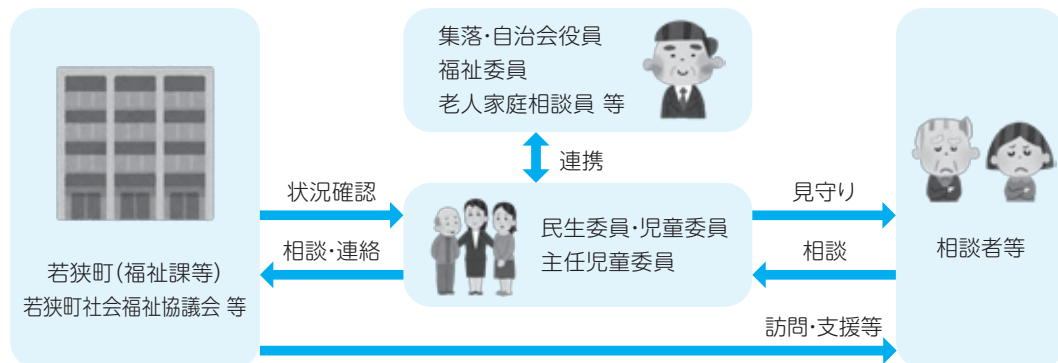 集落・自治会役員
福祉委員
老人家庭相談員 等
連携
状況確認
見守り
民生委員・児童委員
主任児童委員
相談・連絡
相談
若狭町(福祉課等)
若狭町社会福祉協議会 等
相談者等
訪問・支援等